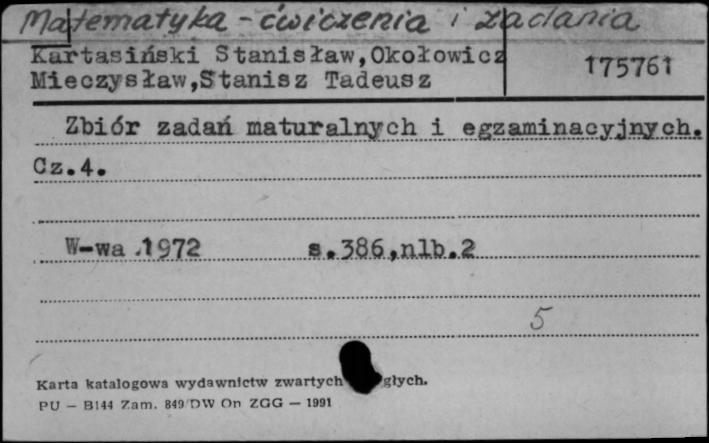 Matematyka - ćwiczenia i zadania
Kartasiński Stanisław,Okołowicz
Mieczysław,Stanisz Tadeusz
175761
Zbiór zadań maturalnych i egzaminacyjnych.
Cz.4.
W-wa 1972 s.386,nlb.2
5
Karta katalogowa wydawnictw zwartych głych.
PU — B144 Zam. 849/DW On ZGG — 1991